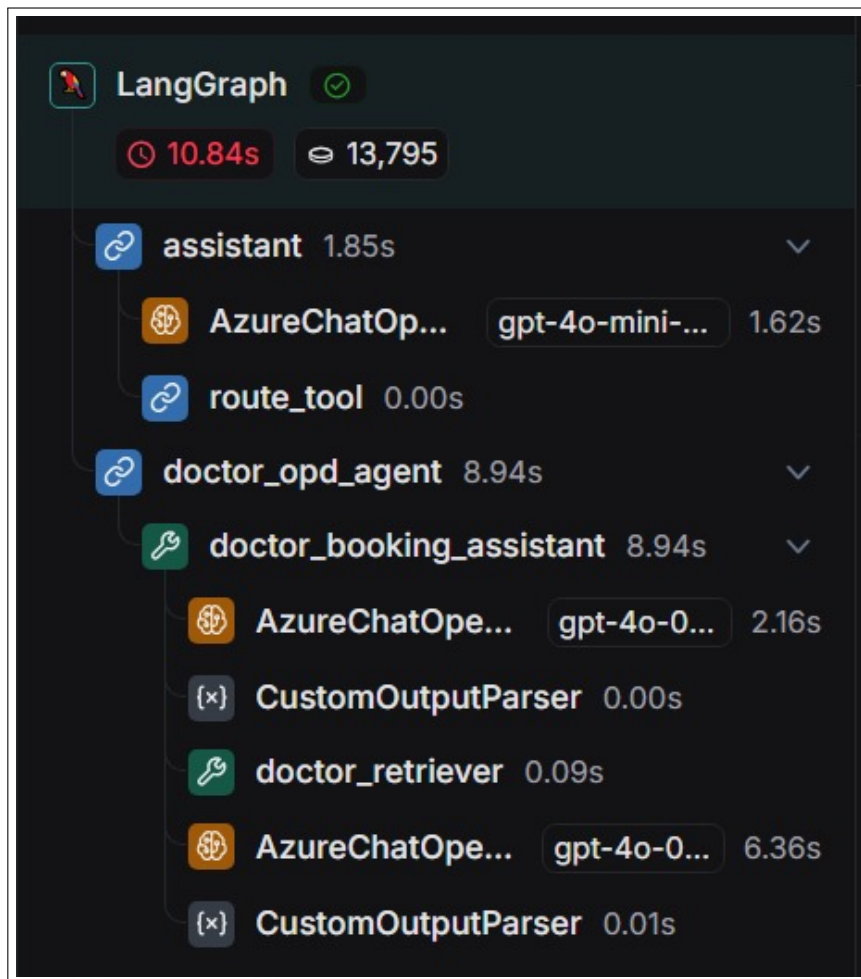 LangGraph
10.84s 13,795
assistant 1.85s
AzureChatOp... gpt-4o-mini-... 1.62s
route_tool 0.00s
doctor_opd_agent 8.94s
doctor_booking_assistant 8.94s
AzureChatOpe... gpt-4o-0... 2.16s
{x} CustomOutputParser 0.00s
doctor_retriever 0.09s
AzureChatOpe... gpt-4o-0... 6.36s
{x} CustomOutputParser 0.01s